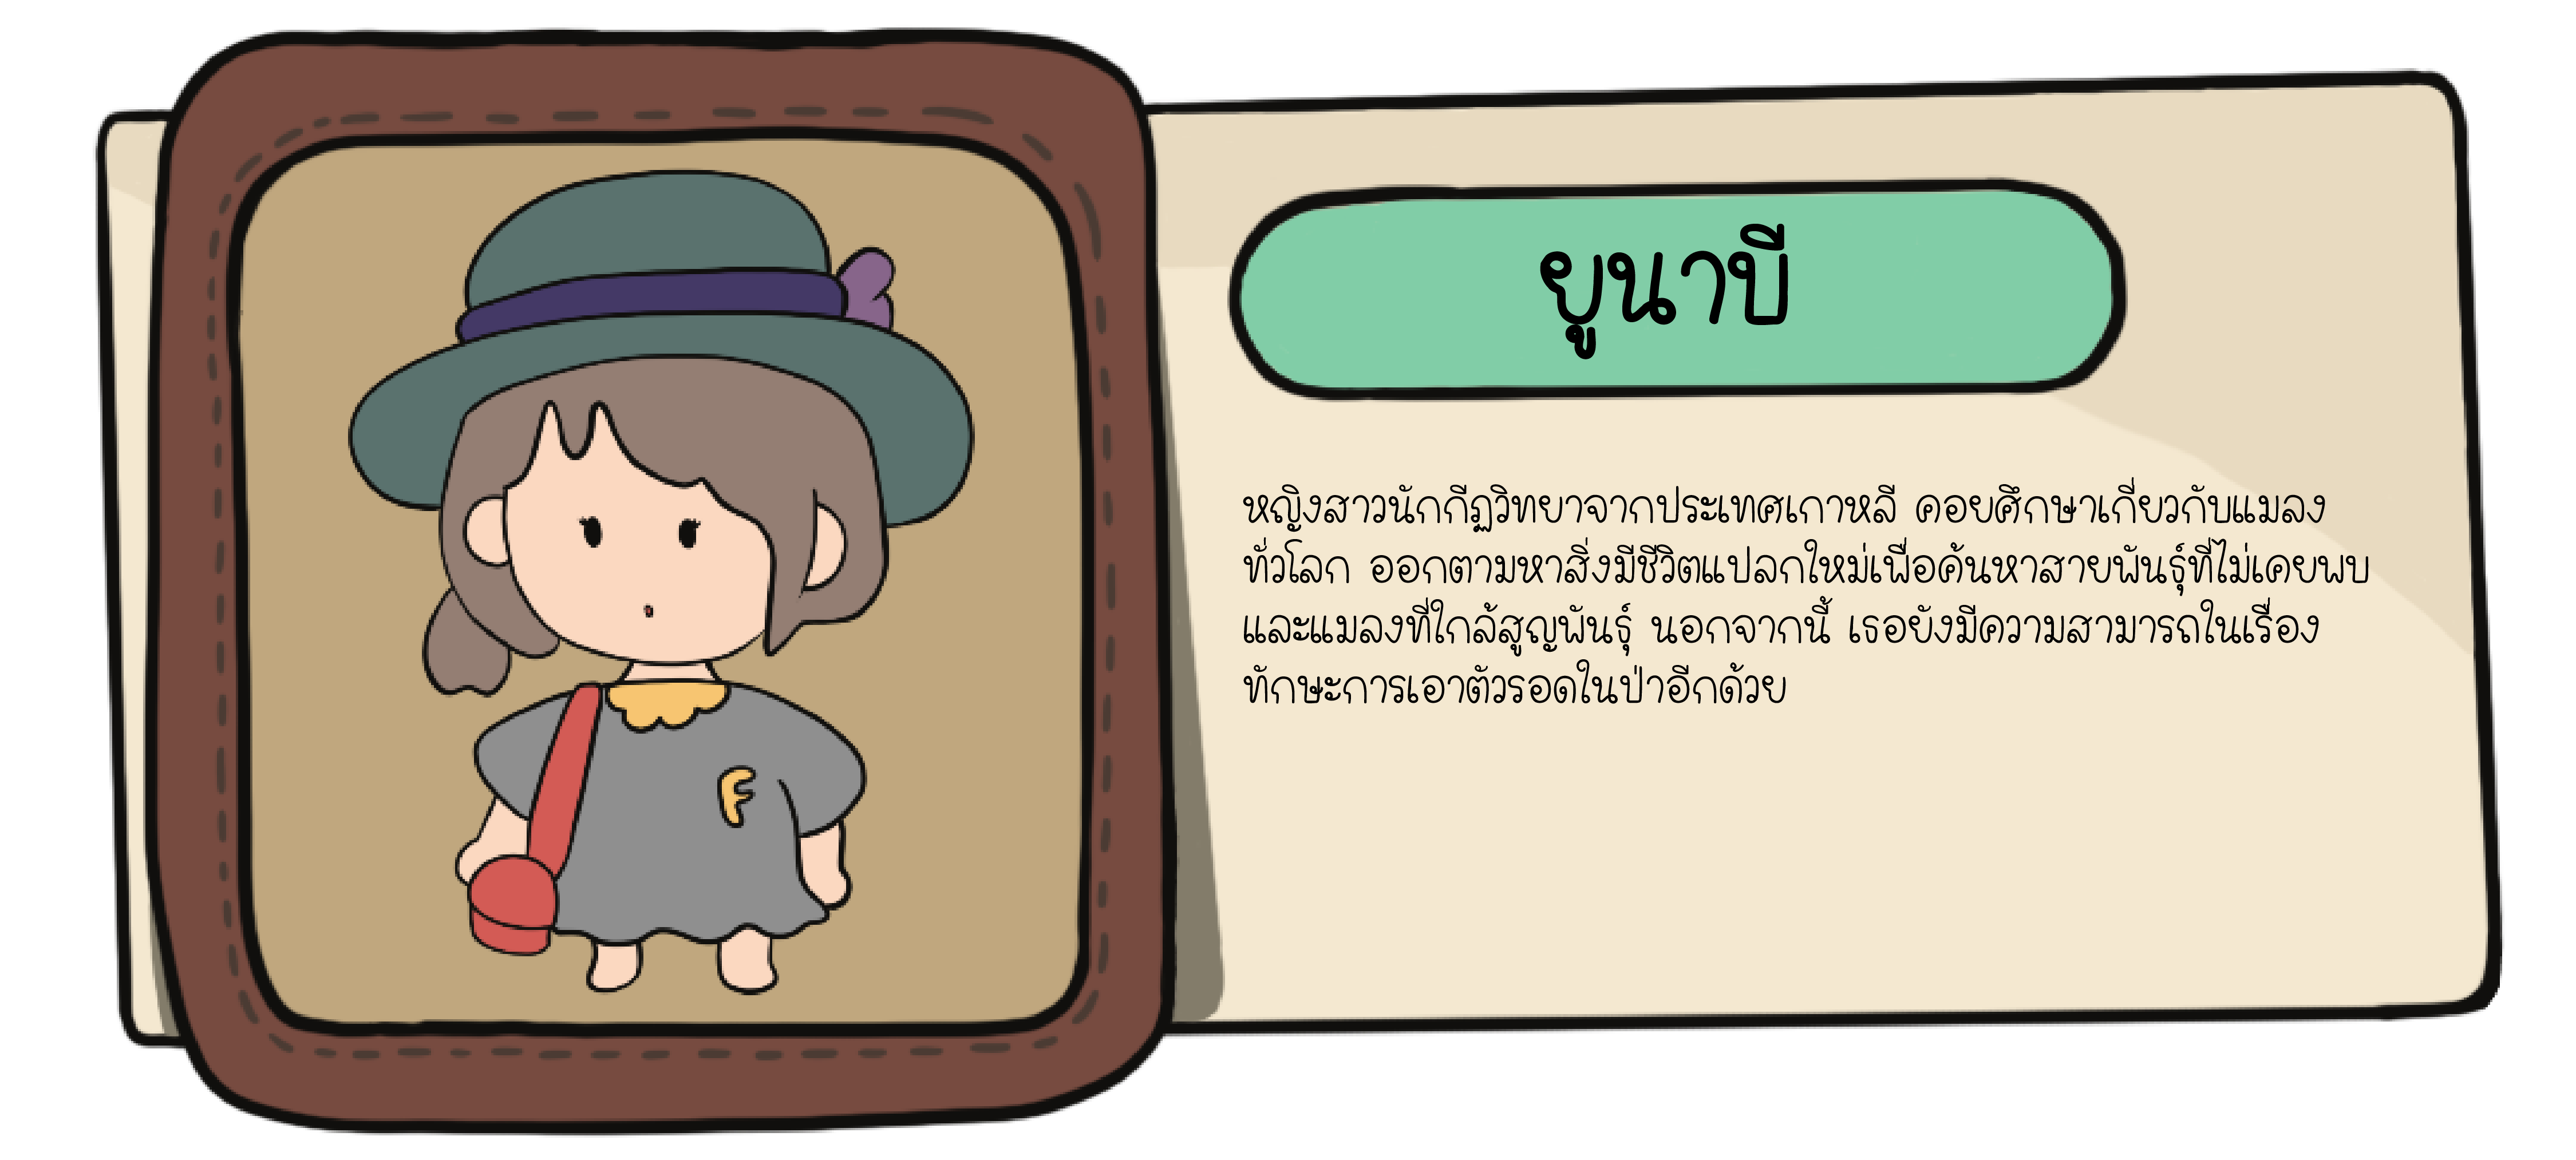 ยูนาบี
หญิงสาวนักกีฏวิทยาจากประเทศเกาหลี คอยศึกษาเกี่ยวกับแมลง
ทั่วโลก ออกตามหาสิ่งมีชีวิตแปลกใหม่เพื่อค้นหาสายพันธุ์ที่ไม่เคยพบ
และแมลงที่ใกล้สูญพันธุ์ นอกจากนี้ เธอยังมีความสามารถในเรื่อง
ทักษะการเอาตัวรอดในป่าอีกด้วย
F